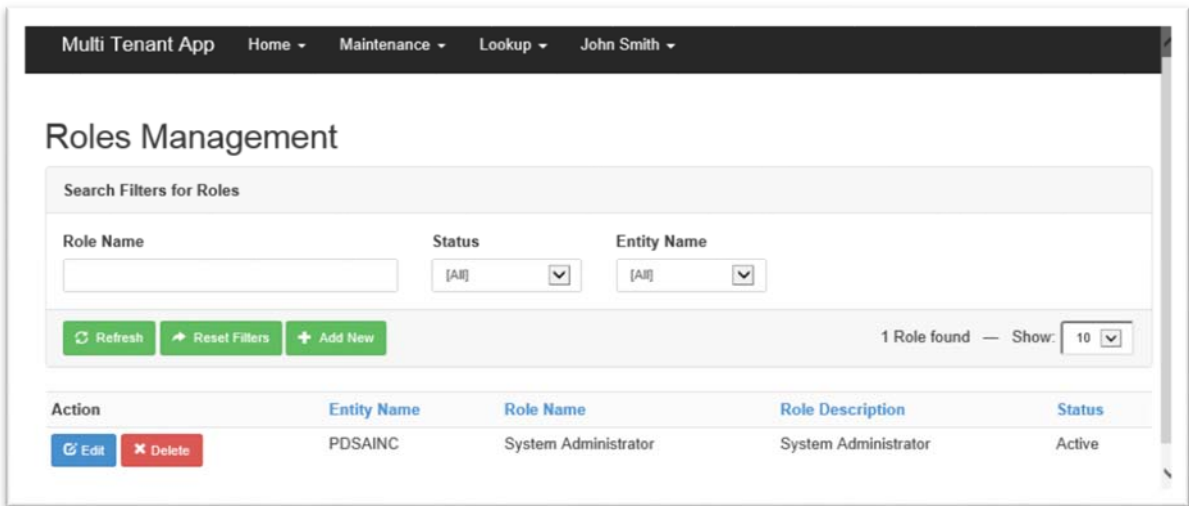 Multi Tenant App Home Maintenance Lookup John Smith
Roles Management
Search Filters for Roles
Role Name Status Entity Name
[All] [All]
Refresh Reset Filters Add New 1 Role found — Show: 10
Action Entity Name Role Name Role Description Status
Edit Delete PDSAINC System Administrator System Administrator Active